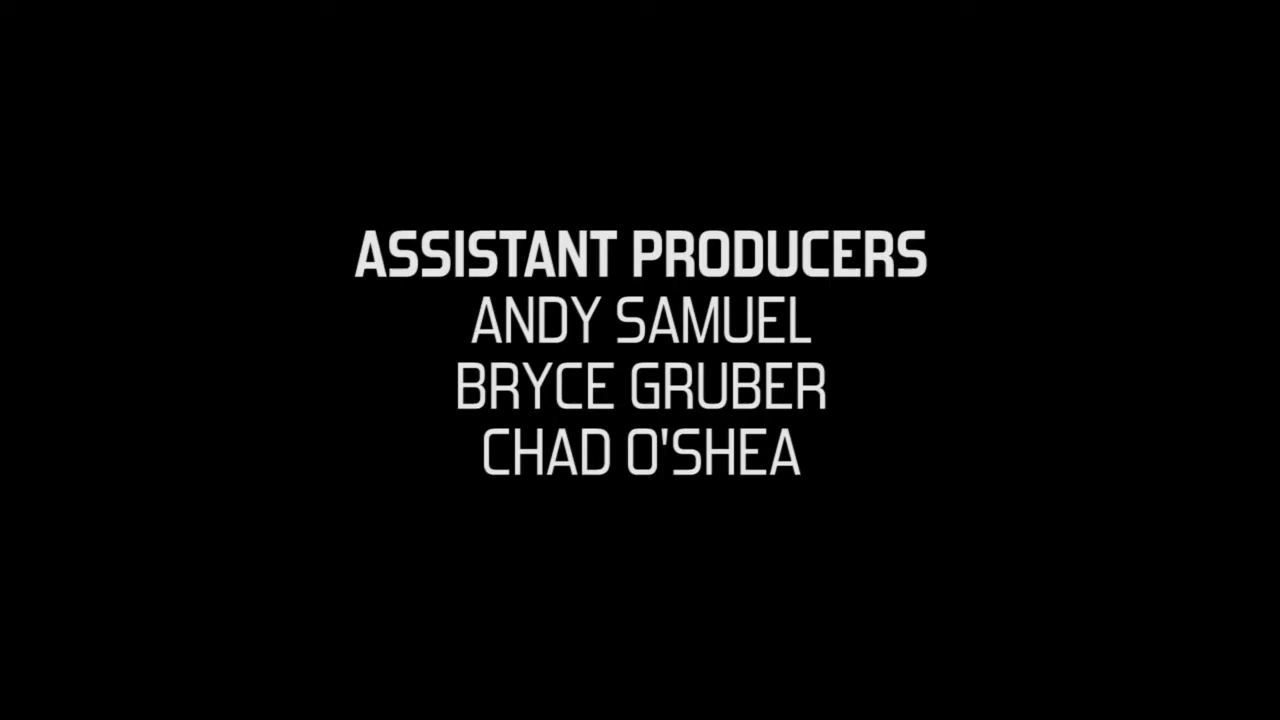 ASSISTANT PRODUCERS
ANDY SAMUEL
BRYCE GRUBER
CHAD O'SHEA